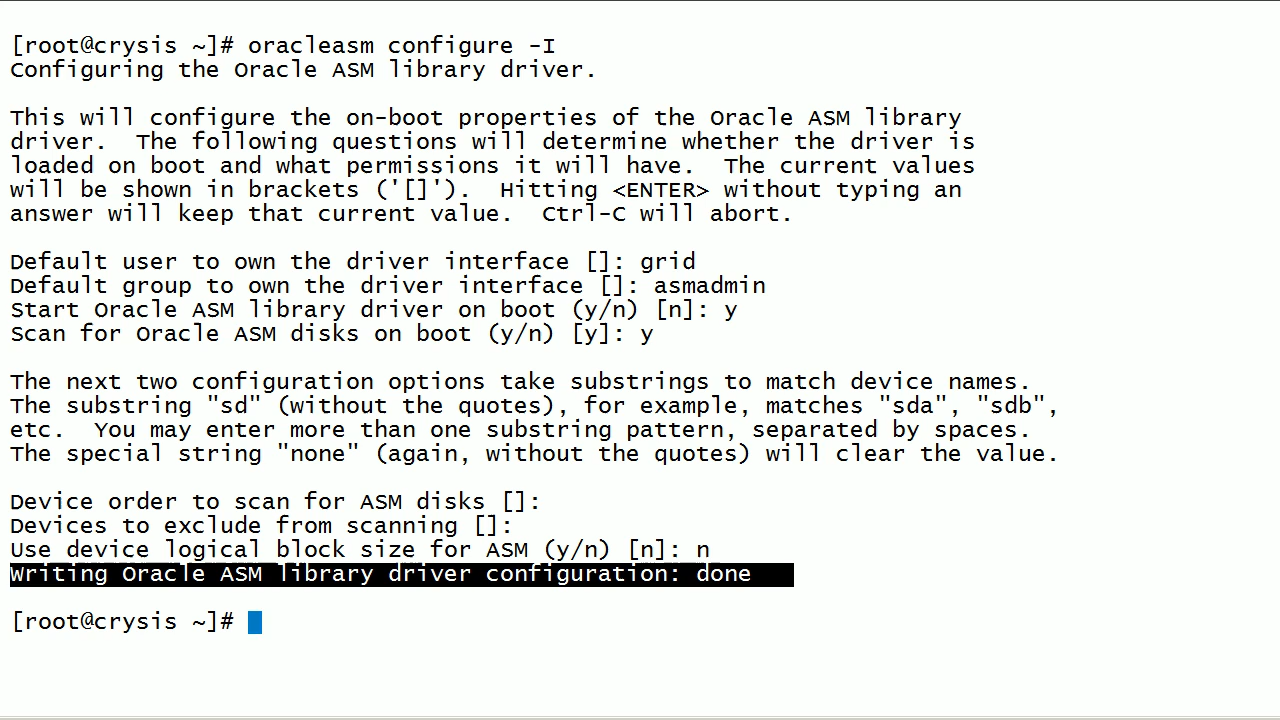 [root@crysis ~]# oracleasm configure -I
Configuring the Oracle ASM library driver.
This will configure the on-boot properties of the Oracle ASM library
driver.  The following questions will determine whether the driver is
loaded on boot and what permissions it will have.  The current values
will be shown in brackets ('[]').  Hitting <ENTER> without typing an
answer will keep that current value.  Ctrl-C will abort.
Default user to own the driver interface []: grid
Default group to own the driver interface []: asmadmin
Start Oracle ASM library driver on boot (y/n) [n]: y
Scan for Oracle ASM disks on boot (y/n) [y]: y
The next two configuration options take substrings to match device names.
The substring "sd" (without the quotes), for example, matches "sda", "sdb",
etc.  You may enter more than one substring pattern, separated by spaces.
The special string "none" (again, without the quotes) will clear the value.
Device order to scan for ASM disks []:
Devices to exclude from scanning []:
Use device logical block size for ASM (y/n) [n]: n
Writing Oracle ASM library driver configuration: done
[root@crysis ~]#